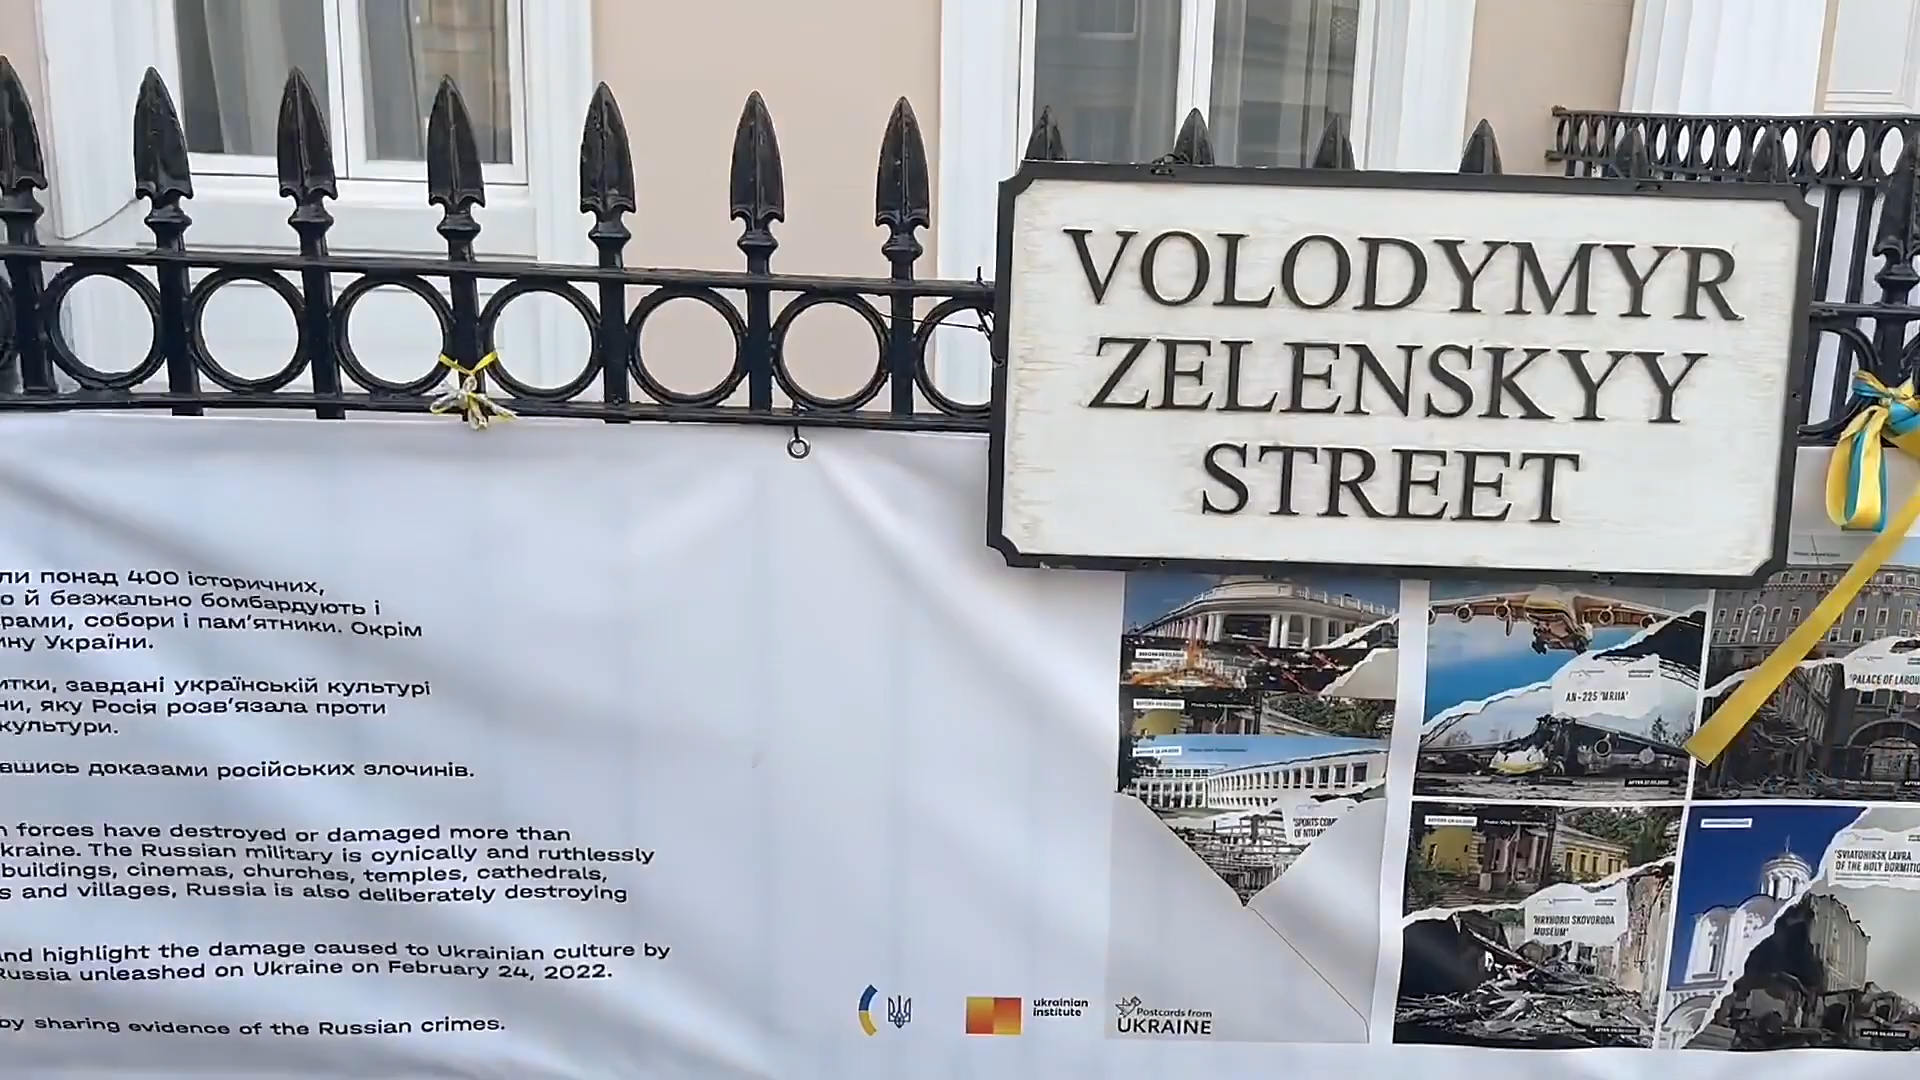 VOLODYMYR
ZELENSKYY
STREET
ли понад 400 історичних,
о й безжально бомбардують і
рами, собори і пам'ятники. Окрім
ину України.
итки, завдані українській культурі
ни, яку Росія розв'язала проти
культури.
вшись доказами російських злочинів.
n forces have destroyed or damaged more than
kraine. The Russian military is cynically and ruthlessly
buildings, cinemas, churches, temples, cathedrals,
s and villages, Russia is also deliberately destroying
and highlight the damage caused to Ukrainian culture by
Russia unleashed on Ukraine on February 24, 2022.
by sharing evidence of the Russian crimes.
ukrainian
institute
Postcards from
UKRAINE
AN-225 'MRIIA'
'PALACE OF LABOU
'SPORTS COM
OF NTU
'HRYHORII SKOVORODA
MUSEUM'
'SVIATOHIRSK LAVRA
OF THE HOLY DORMITIO